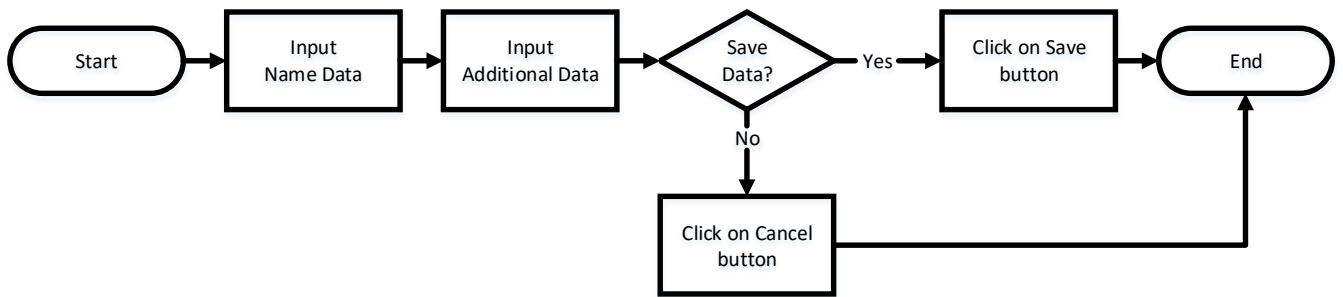 Start
Input
Name Data
Input
Additional Data
Save
Data?
Yes
Click on Save
button
End
No
Click on Cancel
button